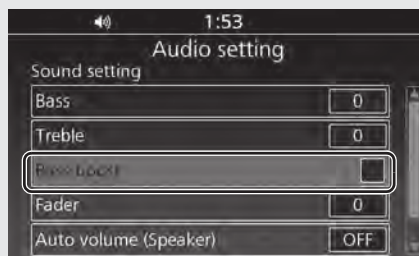 1:53
Audio setting
Sound setting
Bass 0
Treble 0
Bass boost
Fader 0
Auto volume (Speaker) OFF